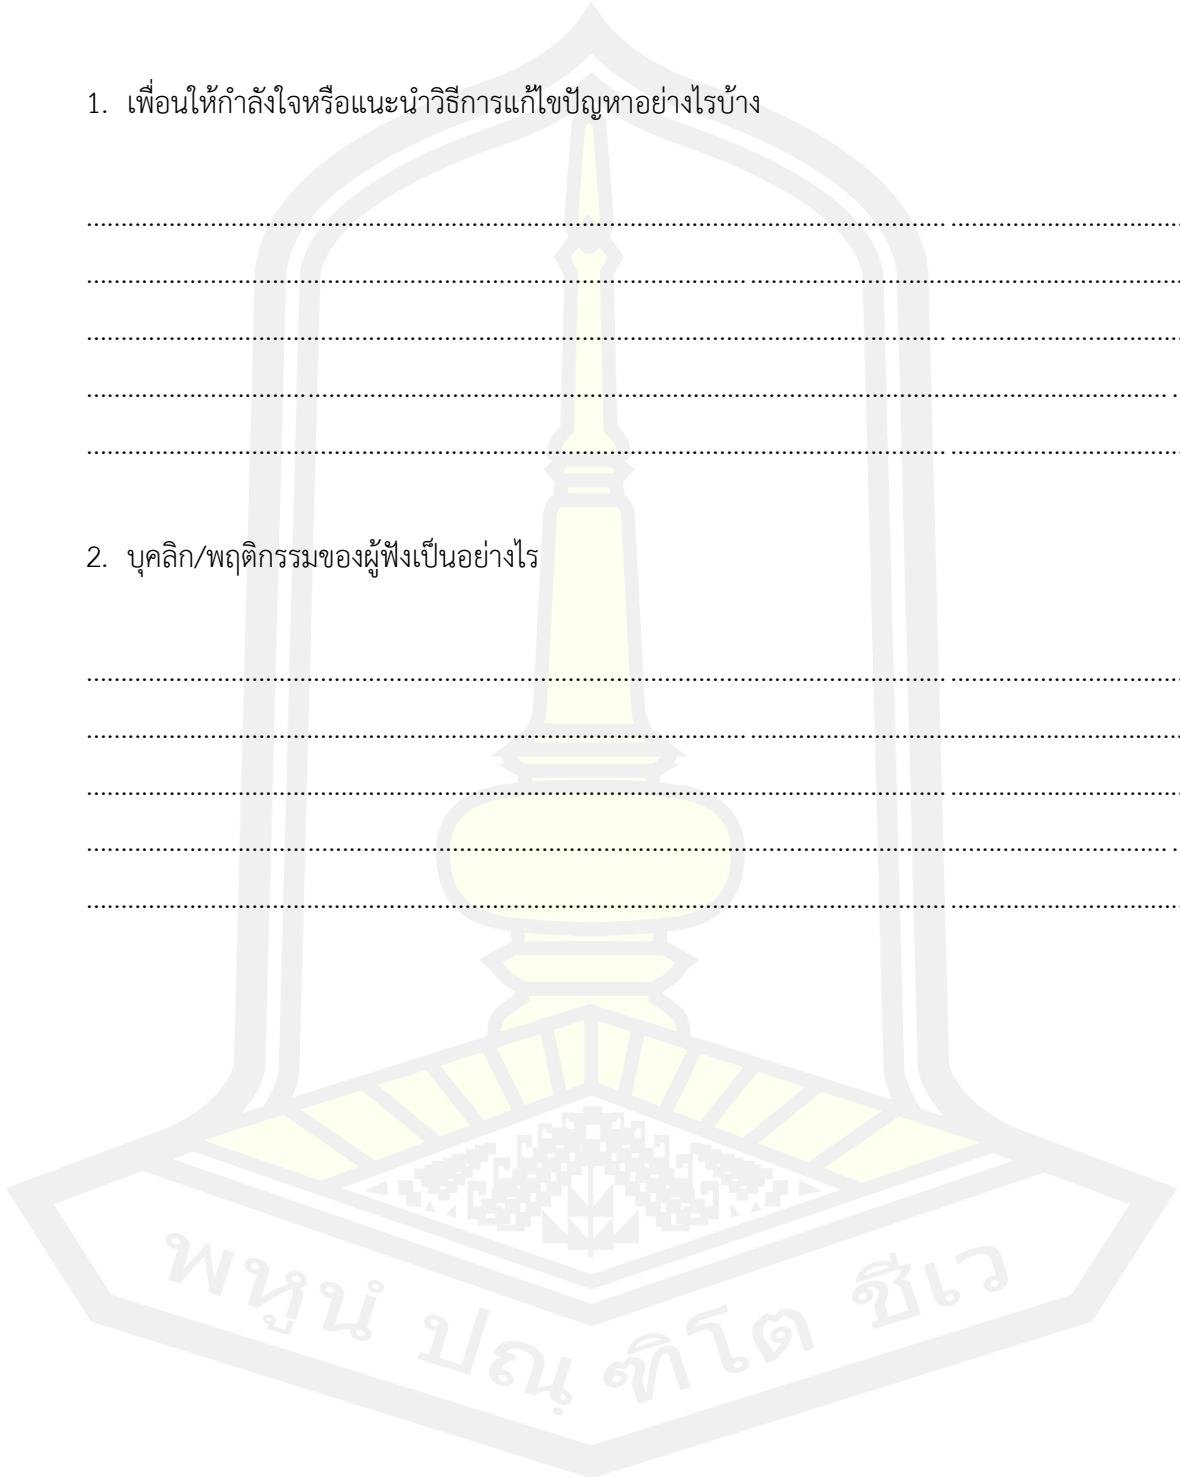 1. เพื่อนให้กำลังใจหรือแนะนำวิธีการแก้ไขปัญหาอย่างไรบ้าง
2. บุคลิก/พฤติกรรมของผู้ฟังเป็นอย่างไร
พหูนํ ปณฺฑิโต ชีเว